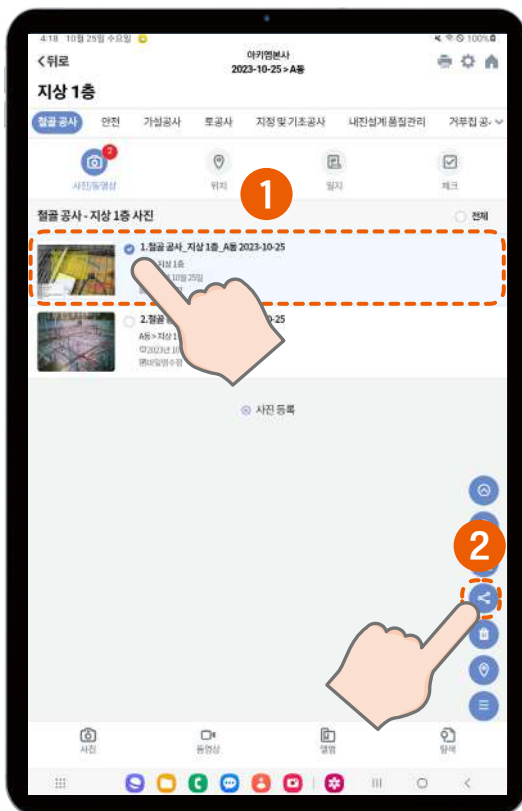 4:18 10월 25일 수요일 100%
<뒤로
아키엠본사
2023-10-25 > A동
지상 1층
철골 공사 안전 가설공사 토공사 지정 및 기초공사 내진설계 품질관리 거푸집 공
2
사진/동영상 위치 일지 체크
1
철골 공사 - 지상 1층 사진 전체
1.철골 공사_지상 1층_A동 2023-10-25
지상 1층
10월 25일
2.철골
0-25
A동 > 지상 1
2023년 10
파일명수정
사진 등록
2
사진 동영상 앨범 탐색